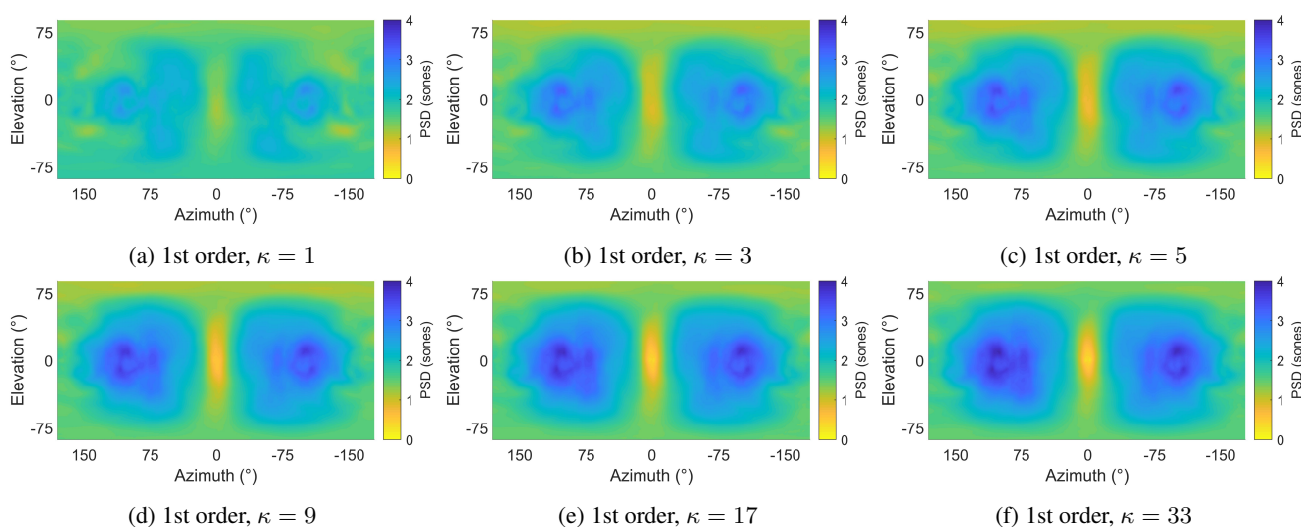 75
0
-75
Elevation (°)
150 75 0 -75 -150
Azimuth (°)
4
3
2
1
0
PSD (sones)
(a) 1st order, κ = 1
75
0
-75
Elevation (°)
150 75 0 -75 -150
Azimuth (°)
4
3
2
1
0
PSD (sones)
(b) 1st order, κ = 3
75
0
-75
Elevation (°)
150 75 0 -75 -150
Azimuth (°)
4
3
2
1
0
PSD (sones)
(c) 1st order, κ = 5
75
0
-75
Elevation (°)
150 75 0 -75 -150
Azimuth (°)
4
3
2
1
0
PSD (sones)
(d) 1st order, κ = 9
75
0
-75
Elevation (°)
150 75 0 -75 -150
Azimuth (°)
4
3
2
1
0
PSD (sones)
(e) 1st order, κ = 17
75
0
-75
Elevation (°)
150 75 0 -75 -150
Azimuth (°)
4
3
2
1
0
PSD (sones)
(f) 1st order, κ = 33